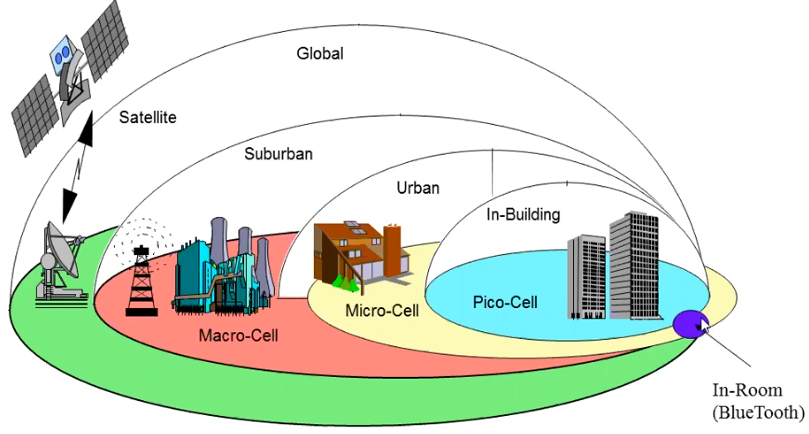 Global
Satellite
Suburban
Urban
In-Building
Pico-Cell
Micro-Cell
Macro-Cell
In-Room
(BlueTooth)